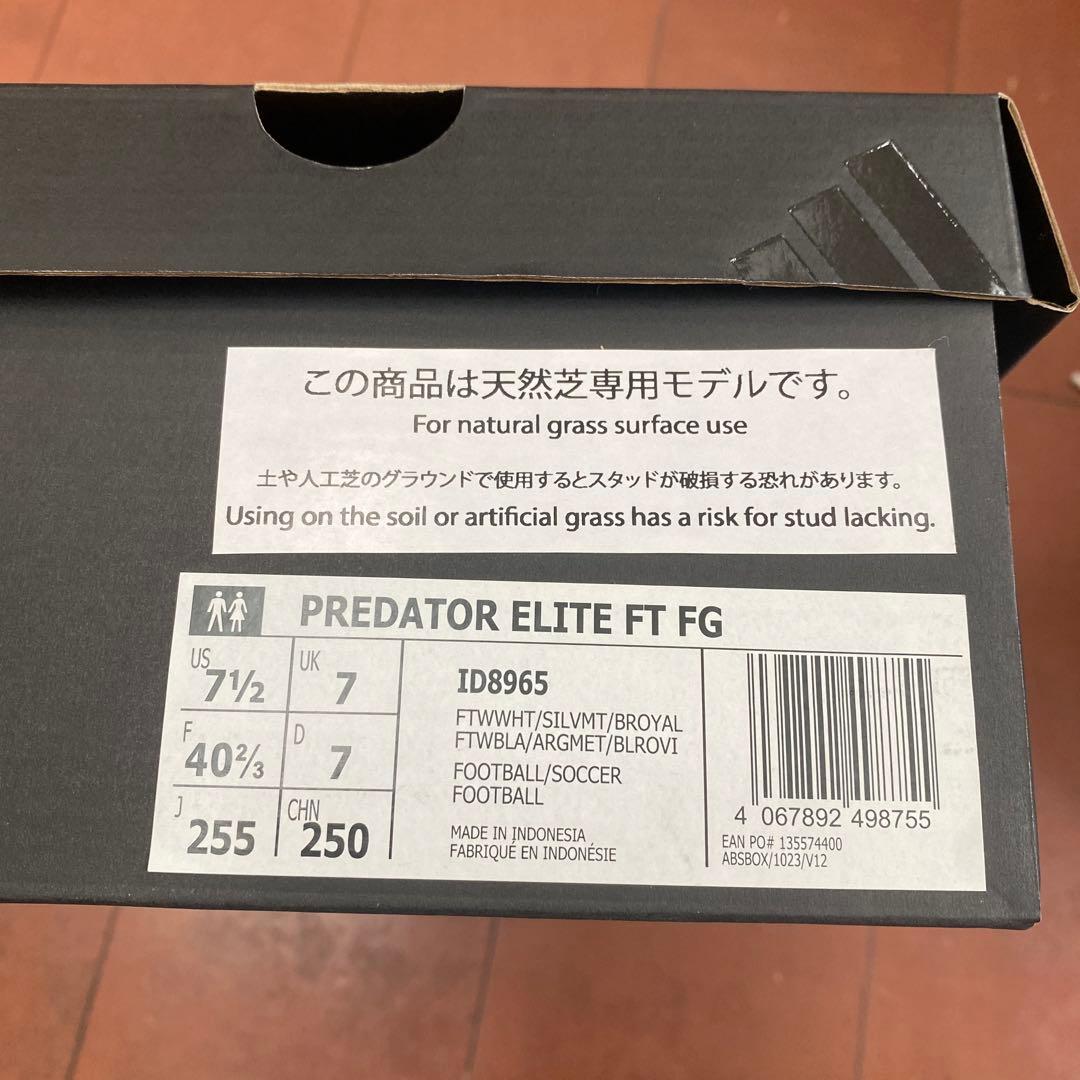 この商品は天然芝専用モデルです。
For natural grass surface use
土や人工芝のグラウンドで使用するとスタッドが破損する恐れがあります。
Using on the soil or artificial grass has a risk for stud lacking.
PREDATOR ELITE FT FG
US 7½ UK 7
F 40⅔ D 7
J 255 CHN 250
ID8965
FTWWHT/SILVMT/BROYAL
FTWBLA/ARGMET/BLROVI
FOOTBALL/SOCCER
FOOTBALL
MADE IN INDONESIA
FABRIQUÉ EN INDONÉSIE
4 067892 498755
EAN PO# 135574400
ABSBOX/1023/V12